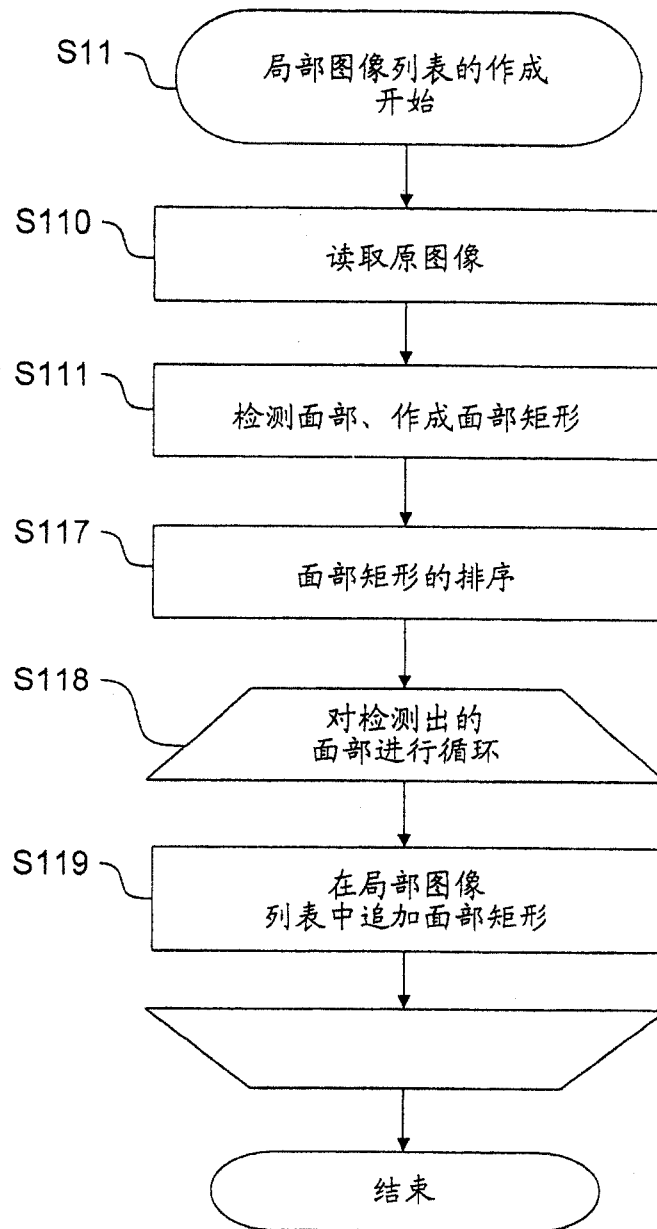 S11
局部图像列表的作成
开始
S110
读取原图像
S111
检测面部、作成面部矩形
S117
面部矩形的排序
S118
对检测出的
面部进行循环
S119
在局部图像
列表中追加面部矩形
结束